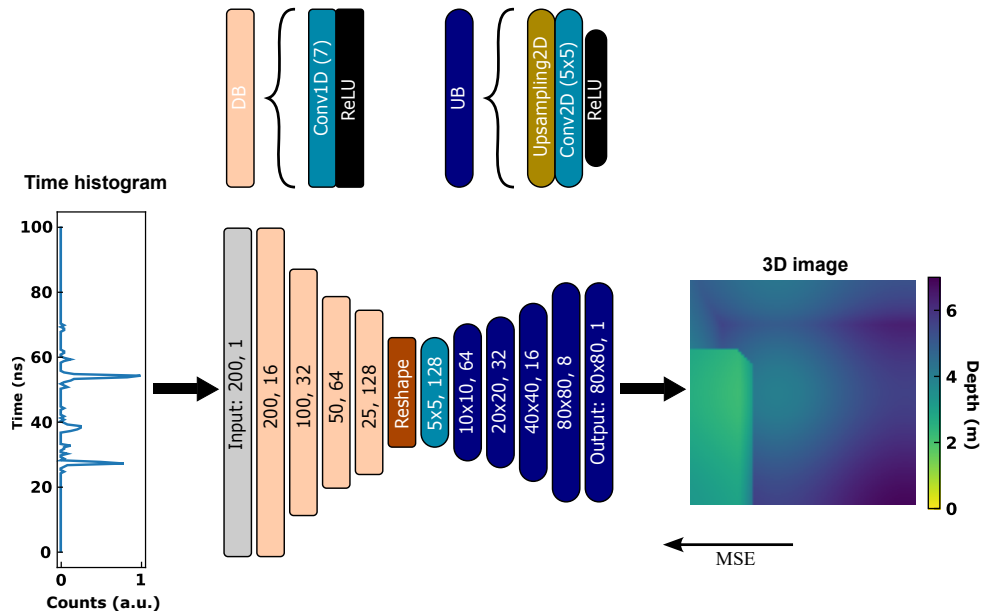 DB
Conv1D (7)
ReLU
UB
Upsampling2D
Conv2D (5x5)
ReLU
Time histogram
100
80
60
40
20
0
Time (ns)
0
1
Counts (a.u.)
Input: 200, 1
200, 16
100, 32
50, 64
25, 128
Reshape
5x5, 128
10x10, 64
20x20, 32
40x40, 16
80x80, 8
Output: 80x80, 1
3D image
6
4
2
0
Depth (m)
MSE